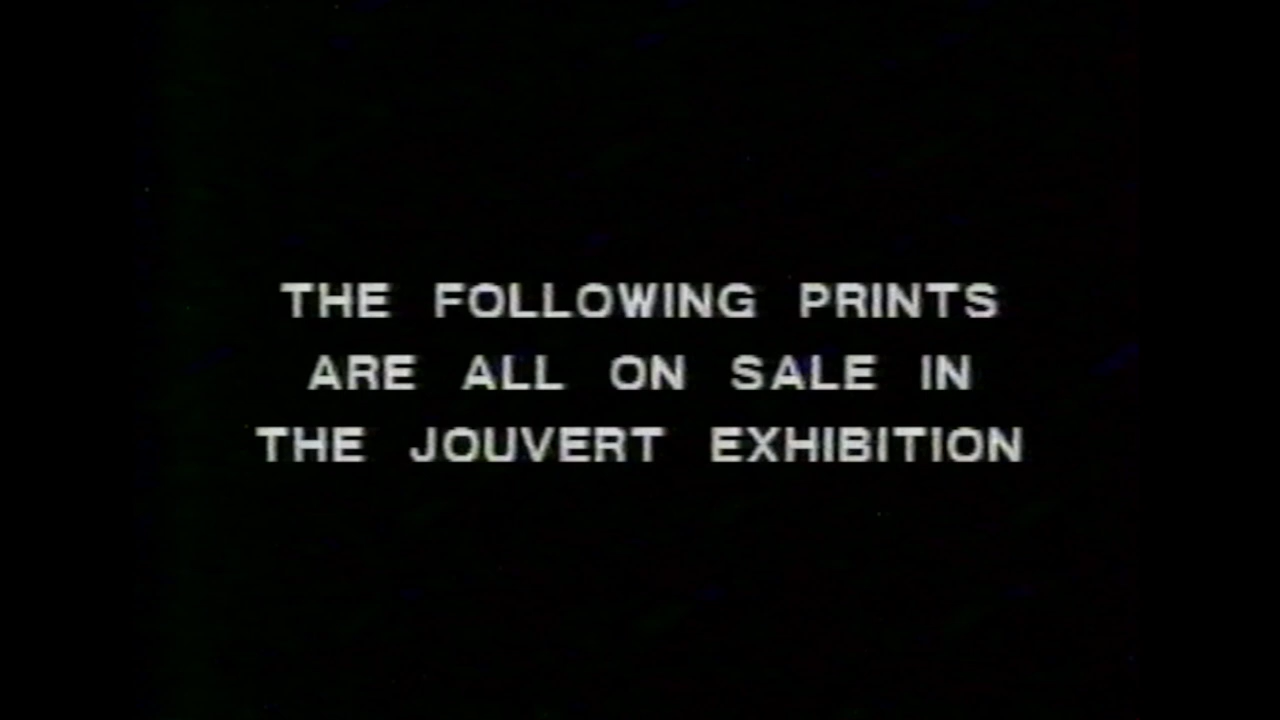 THE FOLLOWING PRINTS
ARE ALL ON SALE IN
THE JOUVERT EXHIBITION